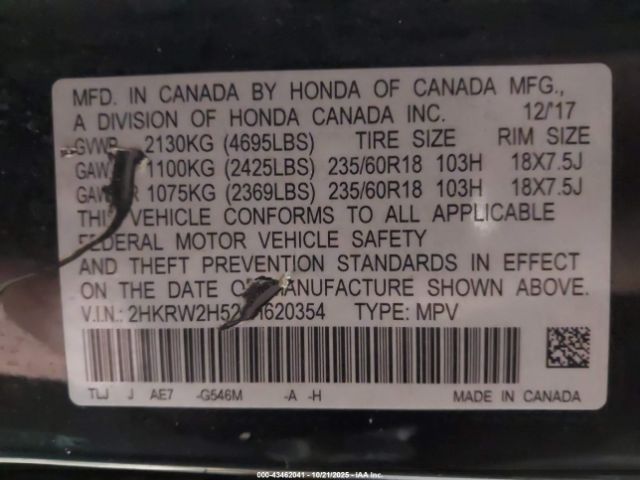 MFD. IN CANADA BY HONDA OF CANADA MFG.,
A DIVISION OF HONDA CANADA INC. 12/'17
GVWR 2130KG (4695LBS) TIRE SIZE RIM SIZE
1100KG (2425LBS) 235/60R18 103H 18X7.5J
1075KG (2369LBS) 235/60R18 103H 18X7.5J
THIS VEHICLE CONFORMS TO ALL APPLICABLE
FEDERAL MOTOR VEHICLE SAFETY
AND THEFT PREVENTION STANDARDS IN EFFECT
ON THE DATE OF MANUFACTURE SHOWN ABOVE.
V.I.N.: TYPE: MPV
TLJ J AE7 -G546M -A -H
MADE IN CANADA
000-43462041 - 10/21/2025 - IAA Inc.